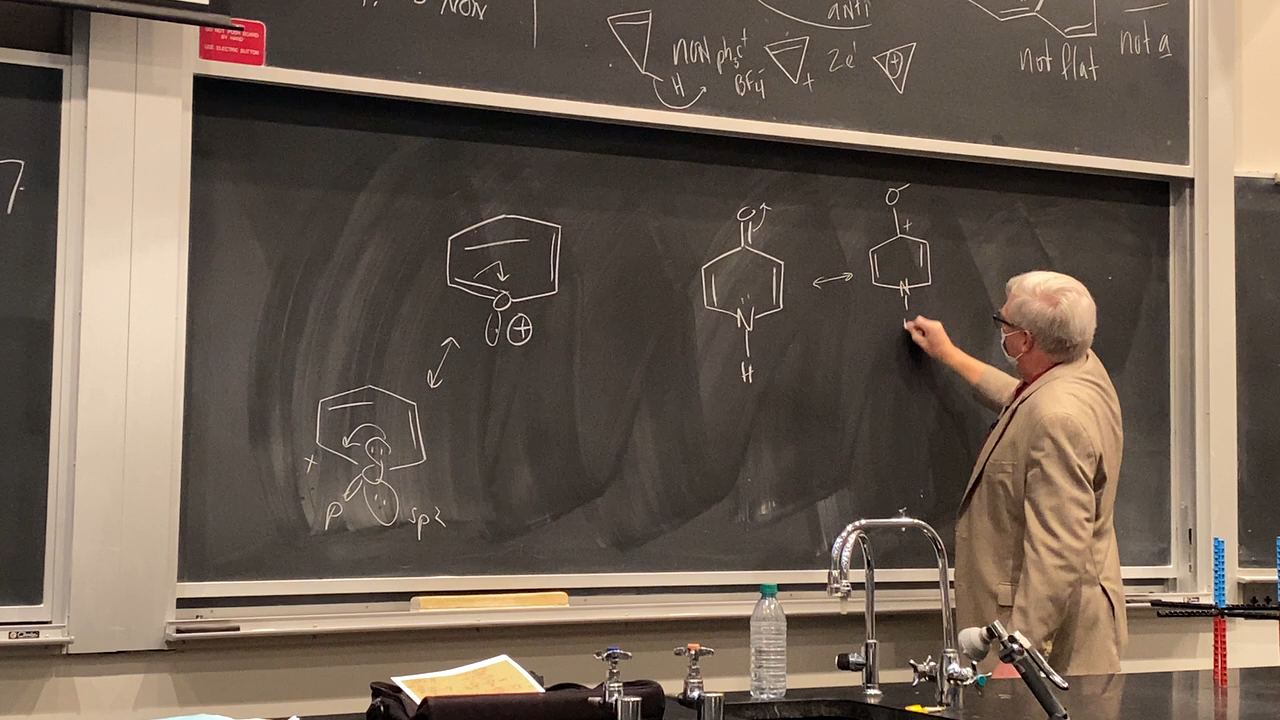 NON
DO NOT PUSH BOARD
BY HAND
USE ELECTRIC BUTTON
H
NON ph3+
BF4-
+
2e'
+
anti
not flat
not a
7
O
+
+
P
sp2
O
N
H
O-
+
N